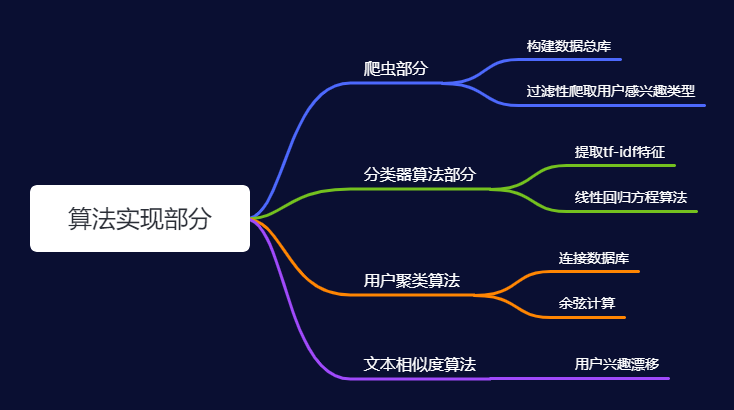 算法实现部分
爬虫部分
构建数据总库
过滤性爬取用户感兴趣类型
分类器算法部分
提取tf-idf特征
线性回归方程算法
用户聚类算法
连接数据库
余弦计算
文本相似度算法
用户兴趣漂移